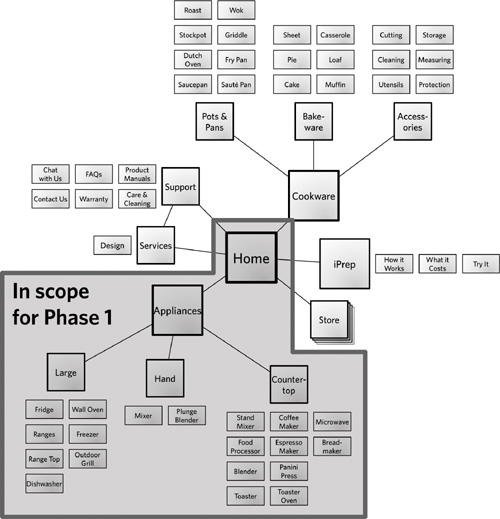 Roast
Wok
Stockpot
Griddle
Dutch
Oven
Fry Pan
Saucepan
Sauté Pan
Sheet
Casserole
Pie
Loaf
Cake
Muffin
Cutting
Storage
Cleaning
Measuring
Utensils
Protection
Pots &
Pans
Bake-
ware
Access-
ories
Chat
with Us
FAQs
Product
Manuals
Contact Us
Warranty
Care &
Cleaning
Support
Cookware
Design
Services
Home
iPrep
How it
Works
What it
Costs
Try It
In scope
for Phase 1
Appliances
Store
Large
Hand
Counter-
top
Fridge
Wall Oven
Ranges
Freezer
Range Top
Outdoor
Grill
Dishwasher
Mixer
Plunge
Blender
Stand
Mixer
Coffee
Maker
Microwave
Food
Processor
Espresso
Maker
Bread-
maker
Blender
Panini
Press
Toaster
Toaster
Oven